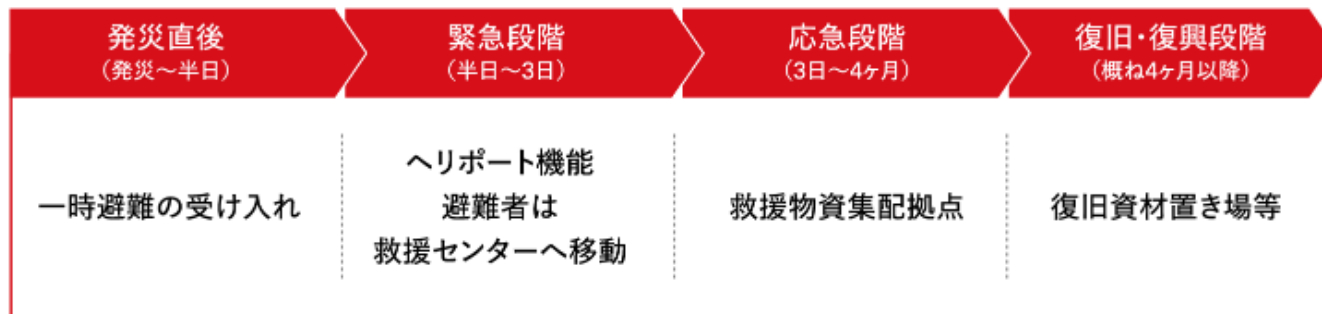 発災直後
(発災〜半日)
緊急段階
(半日〜3日)
応急段階
(3日〜4ヶ月)
復旧・復興段階
(概ね4ヶ月以降)
一時避難の受け入れ
ヘリポート機能
避難者は
救援センターへ移動
救援物資集配拠点
復旧資材置き場等